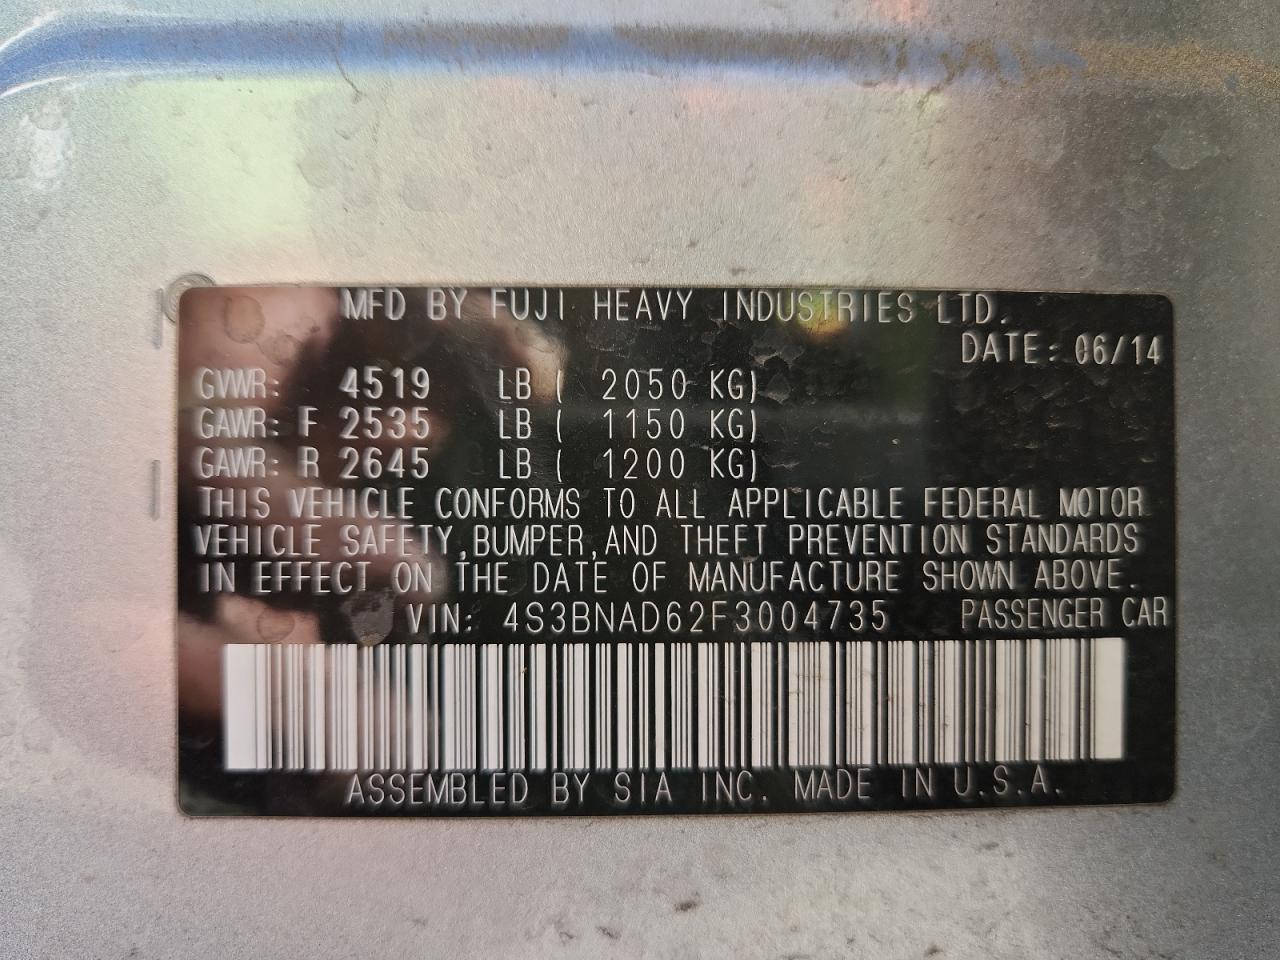 MFD BY FUJI HEAVY INDUSTRIES LTD.
DATE: 06/14
GVWR: 4519 LB ( 2050 KG)
GAWR: F 2535 LB ( 1150 KG)
GAWR: R 2645 LB ( 1200 KG)
THIS VEHICLE CONFORMS TO ALL APPLICABLE FEDERAL MOTOR
VEHICLE SAFETY,BUMPER,AND THEFT PREVENTION STANDARDS
IN EFFECT ON THE DATE OF MANUFACTURE SHOWN ABOVE.
VIN: 4S3BNAD62F3004735 PASSENGER CAR
ASSEMBLED BY SIA INC. MADE IN U.S.A.